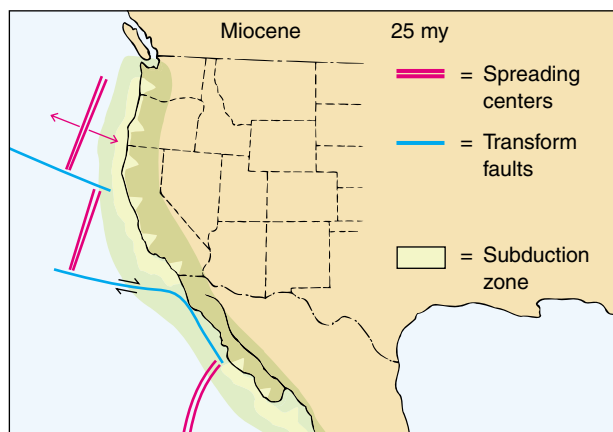 Miocene 25 my
= Spreading
centers
= Transform
faults
= Subduction
zone